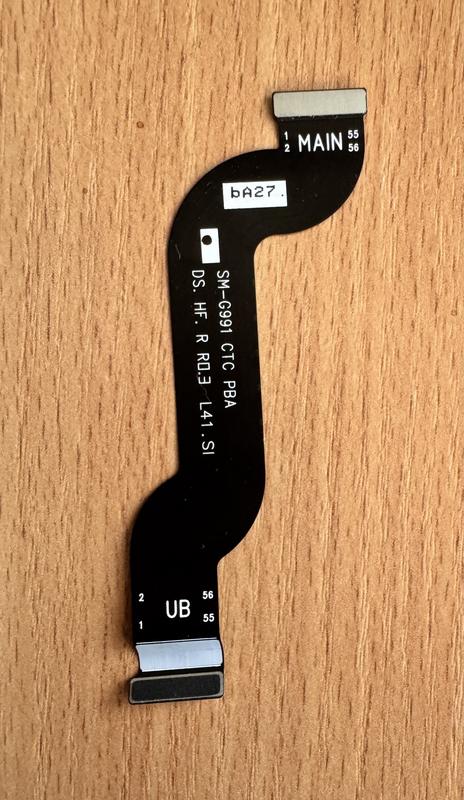 1 MAIN 55
2 56
bA27.
SM-G991 CTC PBA
DS. HF. R R0.3 L41.SI
2 56
UB
1 55